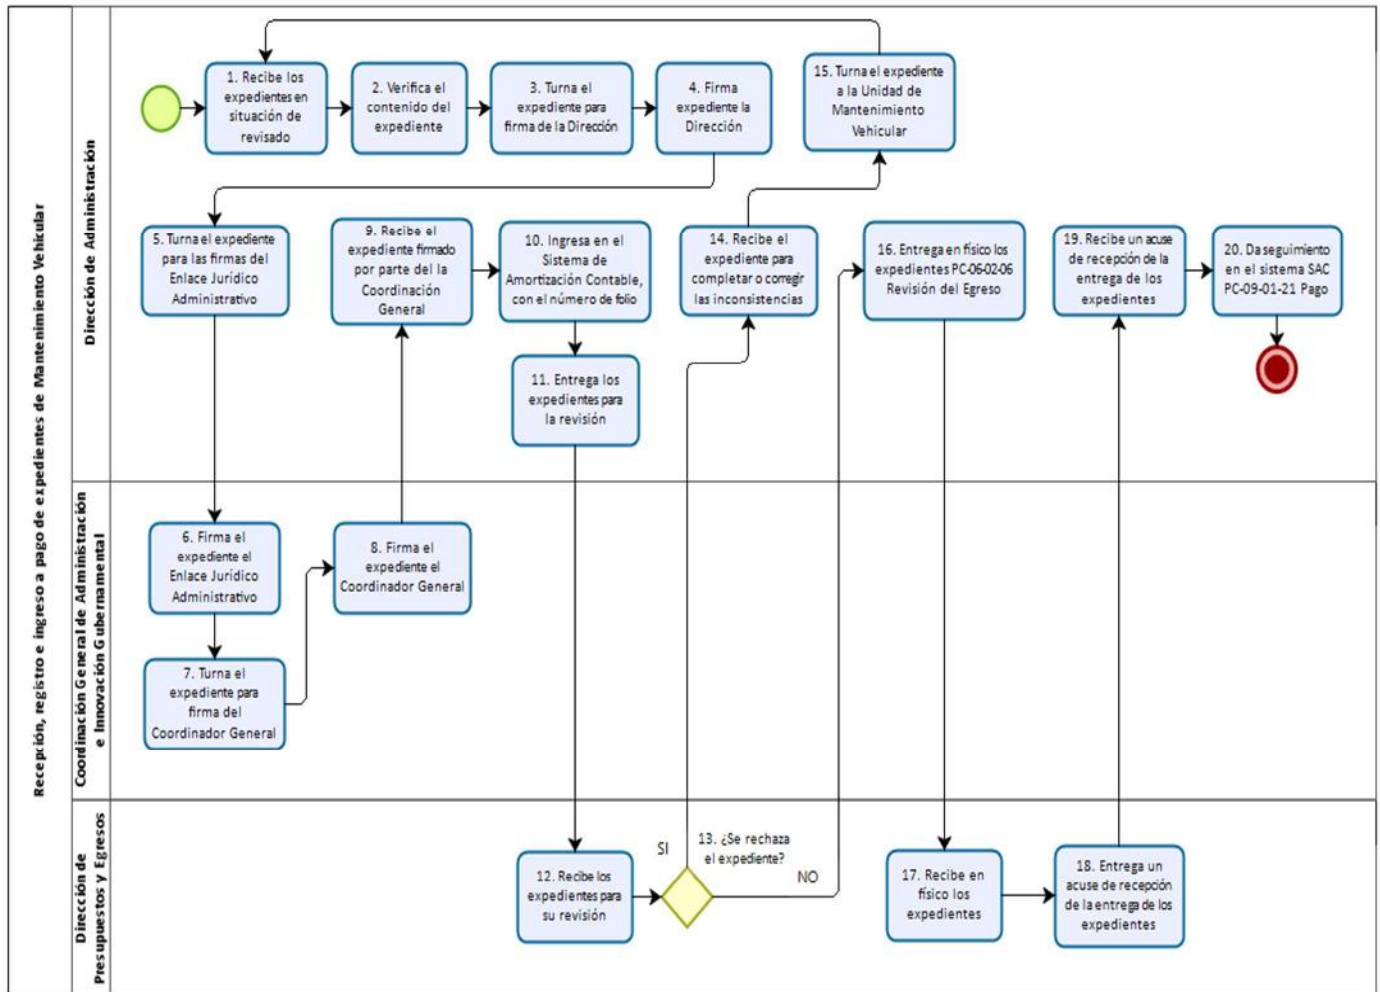 Recepción, registro e ingreso a pago de expedientes de Mantenimiento Vehicular
Dirección de Administración
1. Recibe los
expedientes en
situación de
revisado
2. Verifica el
contenido del
expediente
3. Turna el
expediente para
firma de la Dirección
4. Firma
expediente la
Dirección
15. Turna el expediente
a la Unidad de
Mantenimiento
Vehicular
5. Turna el expediente
para las firmas del
Enlace Jurídico
Administrativo
9. Recibe el
expediente firmado
por parte del la
Coordinación
General
10. Ingresa en el
Sistema de
Amortización Contable,
con el número de folio
14. Recibe el
expediente para
completar o corregir
las inconsistencias
16. Entrega en físico los
expedientes PC-06-02-06
Revisión del Egreso
19. Recibe un acuse
de recepción de la
entrega de los
expedientes
20. Da seguimiento
en el sistema SAC
PC-09-01-21 Pago
11. Entrega los
expedientes para
la revisión
Coordinación General de Administración
e Innovación Gubernamental
6. Firma el
expediente el
Enlace Jurídico
Administrativo
8. Firma el
expediente el
Coordinador General
7. Turna el
expediente para
firma del
Coordinador General
Dirección de
Presupuestos y Egresos
12. Recibe los
expedientes para
su revisión
SI
13. ¿Se rechaza
el expediente?
NO
17. Recibe en
físico los
expedientes
18. Entrega un
acuse de recepción
de la entrega de los
expedientes